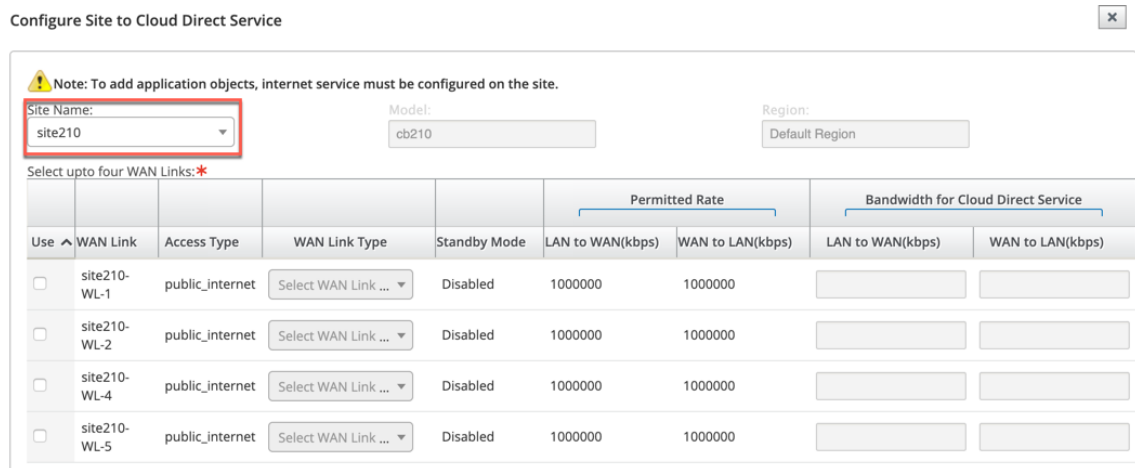 Configure Site to Cloud Direct Service
×
Note: To add application objects, internet service must be configured on the site.
Site Name: Model: Region:
site210 cb210 Default Region
Select upto four WAN Links:*
Permitted Rate Bandwidth for Cloud Direct Service
Use WAN Link Access Type WAN Link Type Standby Mode LAN to WAN(kbps) WAN to LAN(kbps) LAN to WAN(kbps) WAN to LAN(kbps)
site210-
WL-1 public_internet Select WAN Link ... Disabled 1000000 1000000
site210-
WL-2 public_internet Select WAN Link ... Disabled 1000000 1000000
site210-
WL-4 public_internet Select WAN Link ... Disabled 1000000 1000000
site210-
WL-5 public_internet Select WAN Link ... Disabled 1000000 1000000